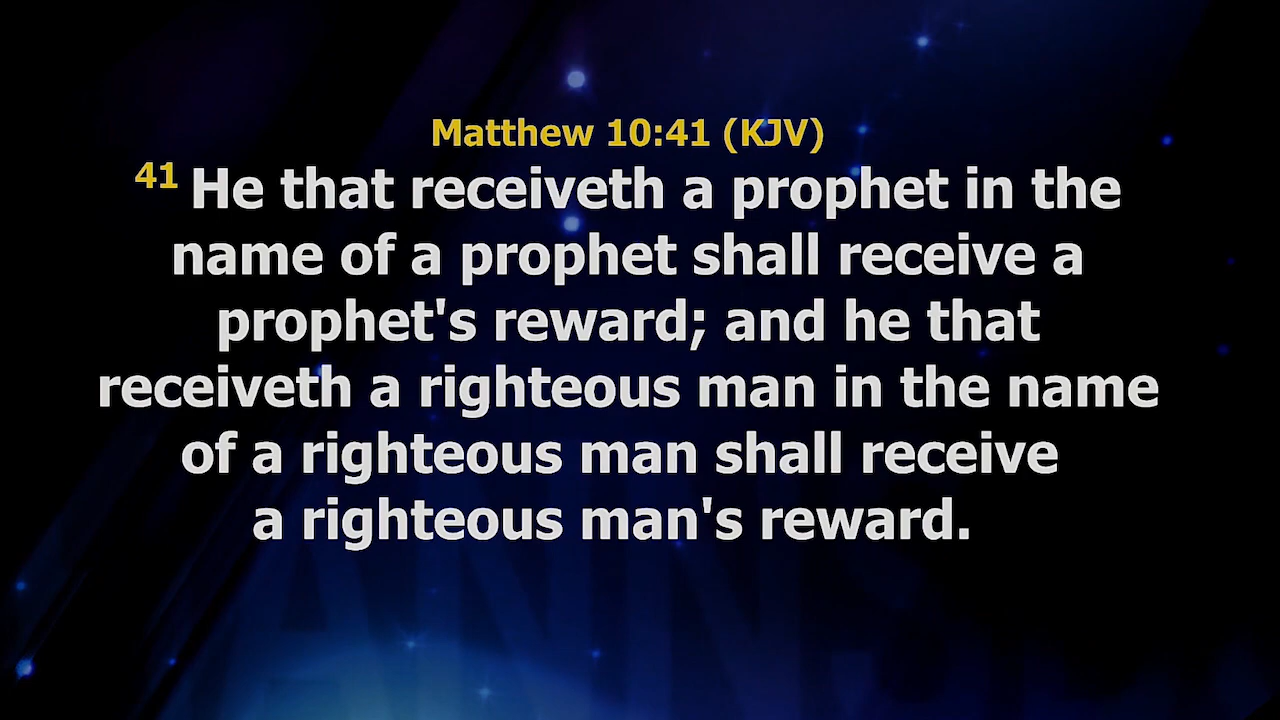 Matthew 10:41 (KJV)
41 He that receiveth a prophet in the
name of a prophet shall receive a
prophet's reward; and he that
receiveth a righteous man in the name
of a righteous man shall receive
a righteous man's reward.